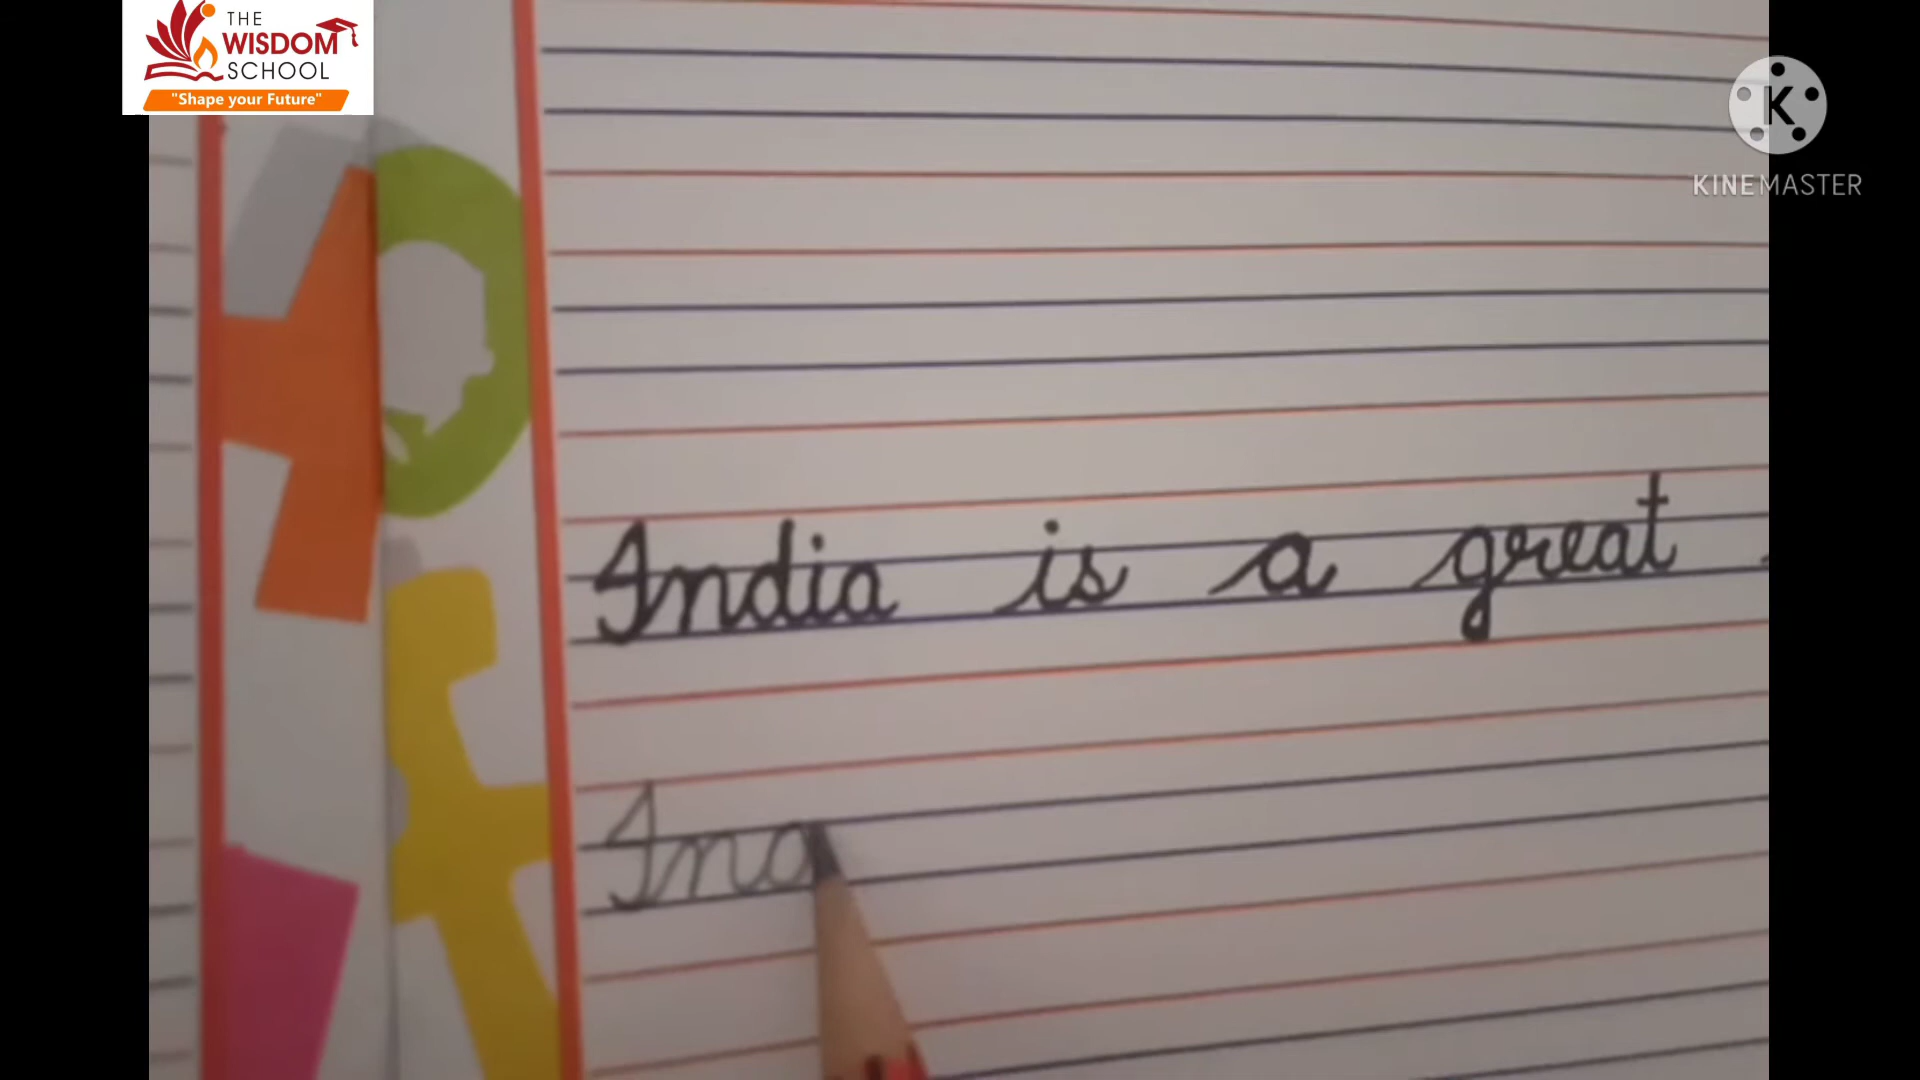 THE
WISDOM
SCHOOL
"Shape your Future"
K
KINEMASTER
India is a great
Ind